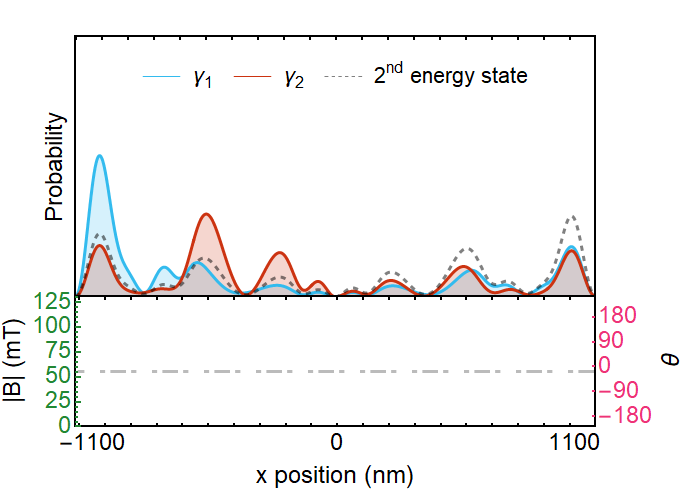 γ₁ γ₂ 2nd energy state
Probability
125
100
75
50
25
0
|B| (mT)
180
90
0
−90
−180
θ
−1100 0 1100
x position (nm)